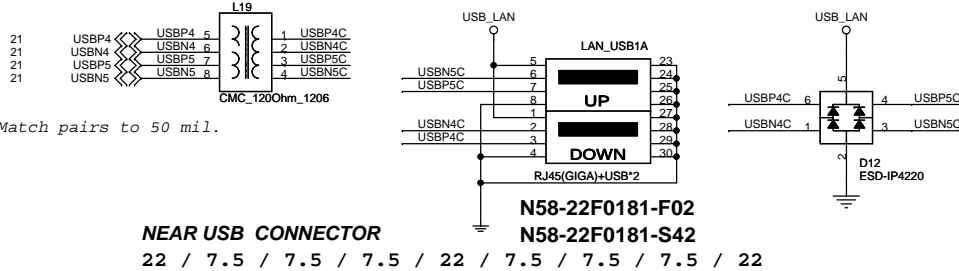 L19
21 USBP4 USBP4 5 1 USBP4C
21 USBN4 USBN4 6 2 USBN4C
21 USBP5 USBP5 7 3 USBP5C
21 USBN5 USBN5 8 4 USBN5C
CMC_120Ohm_1206
Match pairs to 50 mil.
USB_LAN
LAN_USB1A
5 23
USBN5C 6 24
USBP5C 7 25
8 UP 26
1 27
USBN4C 2 28
USBP4C 3 29
4 DOWN 30
RJ45(GIGA)+USB*2
N58-22F0181-F02
N58-22F0181-S42
USB_LAN
5
USBP4C 6 4 USBP5C
USBN4C 1 3 USBN5C
2
D12
ESD-IP4220
NEAR USB CONNECTOR
22 / 7.5 / 7.5 / 7.5 / 22 / 7.5 / 7.5 / 7.5 / 22